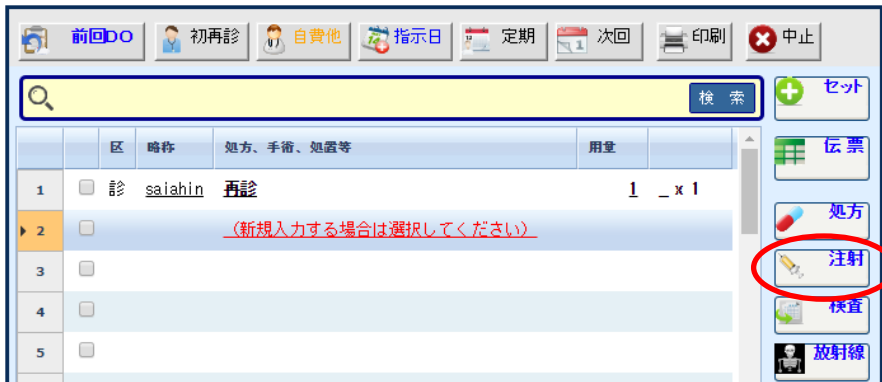 前回DO 初再診 自費他 指示日 定期 次回 印刷 中止
検 索
セット
区 略称 処方、手術、処置等 用量
伝票
1 診 saiahin 再診 1 _ x 1
処方
2 (新規入力する場合は選択してください)
注射
3
検査
4
放射線
5